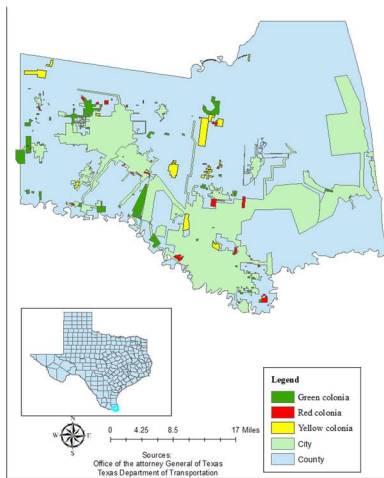 Legend
Green colonia
Red colonia
Yellow colonia
City
County
N
W
E
S
0 4.25 8.5 17 Miles
Sources:
Office of the attorney General of Texas
Texas Department of Transportation